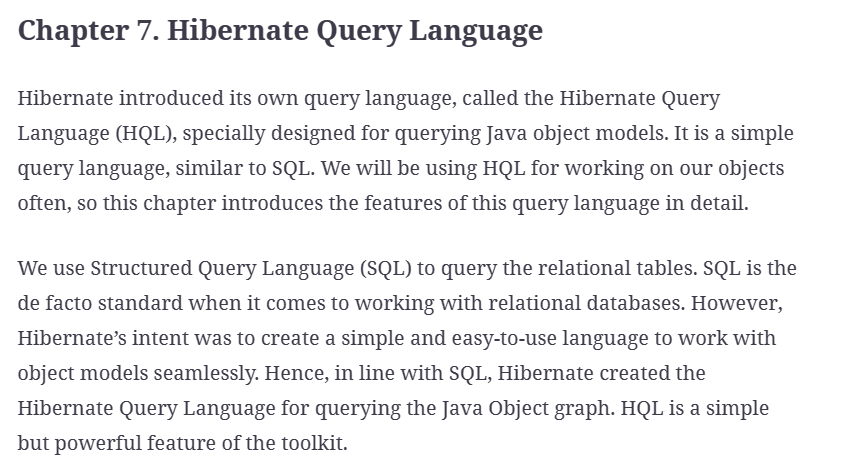 Chapter 7. Hibernate Query Language
Hibernate introduced its own query language, called the Hibernate Query
Language (HQL), specially designed for querying Java object models. It is a simple
query language, similar to SQL. We will be using HQL for working on our objects
often, so this chapter introduces the features of this query language in detail.
We use Structured Query Language (SQL) to query the relational tables. SQL is the
de facto standard when it comes to working with relational databases. However,
Hibernate’s intent was to create a simple and easy-to-use language to work with
object models seamlessly. Hence, in line with SQL, Hibernate created the
Hibernate Query Language for querying the Java Object graph. HQL is a simple
but powerful feature of the toolkit.